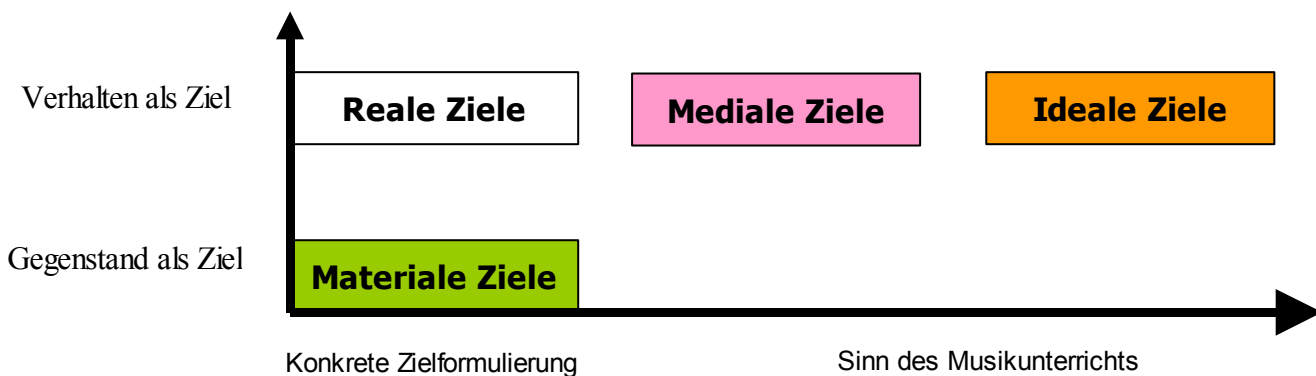 Verhalten als Ziel
Reale Ziele
Mediale Ziele
Ideale Ziele
Gegenstand als Ziel
Materiale Ziele
Konkrete Zielformulierung
Sinn des Musikunterrichts